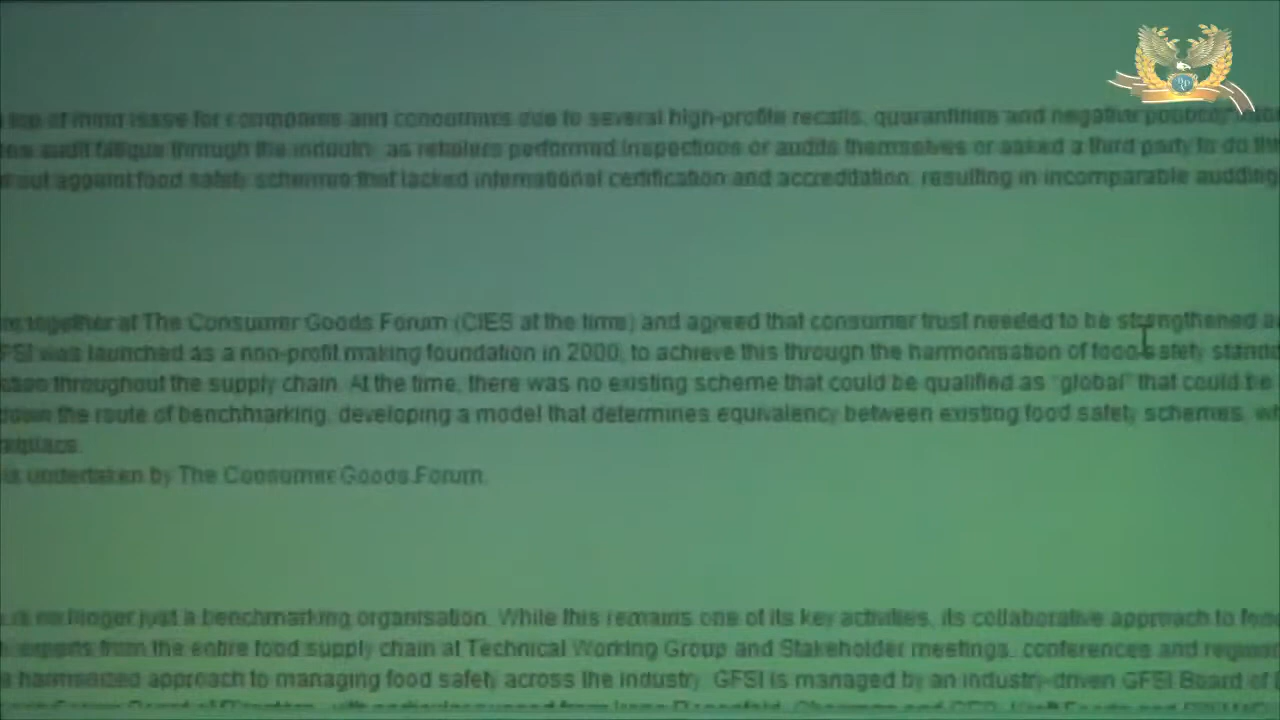 top of mind issue for companies and consumers due to several high-profile recalls, quarantines and negative publicity
audit fatigue through the industry, as retailers performed inspections or audits themselves or asked a third party to do
out against food safety schemes that lacked international certification and accreditation, resulting in incomparable auditing
together at The Consumer Goods Forum (CIES at the time) and agreed that consumer trust needed to be strengthened
was launched as a non-profit making foundation in 2000, to achieve this through the harmonisation of food safety
throughout the supply chain. At the time, there was no existing scheme that could be qualified as "global" that could be
down the route of benchmarking, developing a model that determines equivalency between existing food safety schemes,
is undertaken by The Consumer Goods Forum.
is no longer just a benchmarking organisation. While this remains one of its key activities, its collaborative approach to
experts from the entire food supply chain at Technical Working Group and Stakeholder meetings, conferences and
a harmonized approach to managing food safety across the industry. GFSI is managed by an industry-driven GFSI Board of